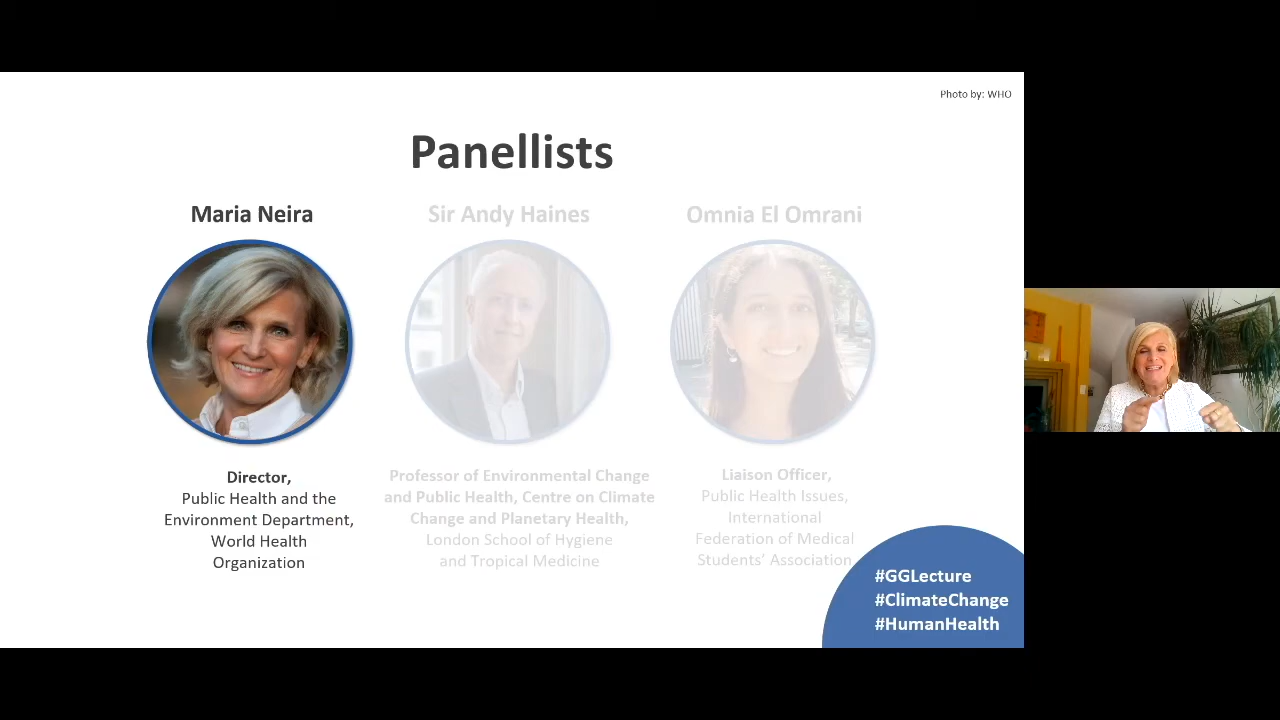 Photo by: WHO
Panellists
Maria Neira
Director,
Public Health and the
Environment Department,
World Health
Organization
Sir Andy Haines
Professor of Environmental Change
and Public Health, Centre on Climate
Change and Planetary Health,
London School of Hygiene
and Tropical Medicine
Omnia El Omrani
Liaison Officer,
Public Health Issues,
International
Federation of Medical
Students’ Association
#GGLecture
#ClimateChange
#HumanHealth